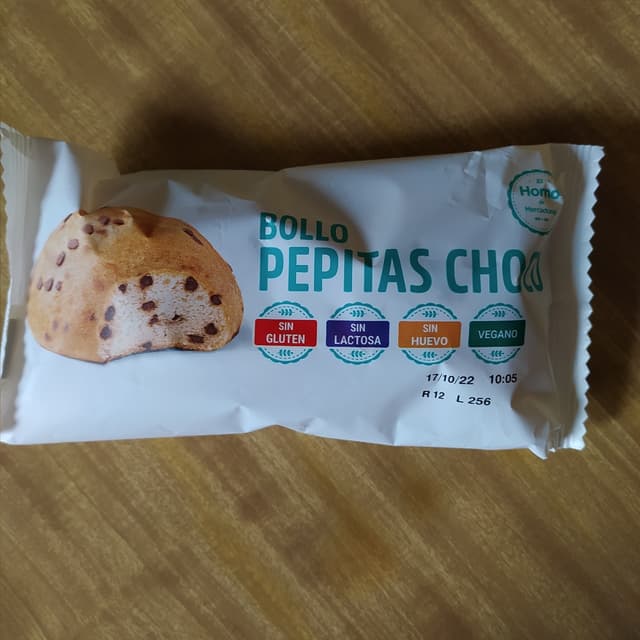 Horno
BOLLO
PEPITAS CHOCO
SIN
GLUTEN
SIN
LACTOSA
SIN
HUEVO
VEGANO
17/10/22 10:05
R 12 L 256